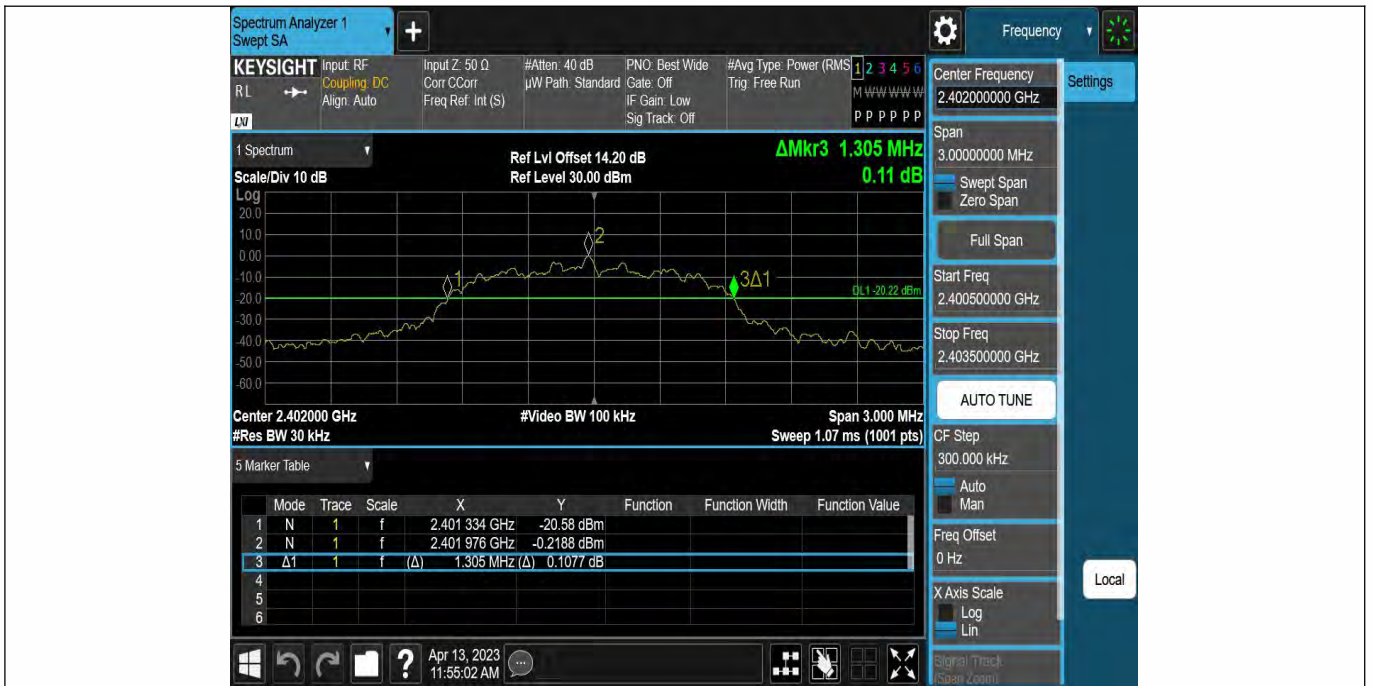 Spectrum Analyzer 1
Swept SA
+
Frequency
KEYSIGHT
RL
LXI
Input: RF
Coupling: DC
Align: Auto
Input Z: 50 Ω
Corr CCorr
Freq Ref: Int (S)
#Atten: 40 dB
µW Path: Standard
PNO: Best Wide
Gate: Off
IF Gain: Low
Sig Track: Off
#Avg Type: Power (RMS
Trig: Free Run
1 2 3 4 5 6
M W W W W W
P P P P P P
1 Spectrum
Scale/Div 10 dB
Ref Lvl Offset 14.20 dB
Ref Level 30.00 dBm
ΔMkr3 1.305 MHz
0.11 dB
Log
20.0
10.0
0.00
-10.0
-20.0
-30.0
-40.0
-50.0
-60.0
1
2
3Δ1
DL1 -20.22 dBm
Center 2.402000 GHz
#Video BW 100 kHz
Span 3.000 MHz
#Res BW 30 kHz
Sweep 1.07 ms (1001 pts)
5 Marker Table
Mode Trace Scale X Y Function Function Width Function Value
1 N 1 f 2.401 334 GHz -20.58 dBm
2 N 1 f 2.401 976 GHz -0.2188 dBm
3 Δ1 1 f (Δ) 1.305 MHz (Δ) 0.1077 dB
4
5
6
Apr 13, 2023
11:55:02 AM
?
Center Frequency
2.402000000 GHz
Settings
Span
3.00000000 MHz
Swept Span
Zero Span
Full Span
Start Freq
2.400500000 GHz
Stop Freq
2.403500000 GHz
AUTO TUNE
CF Step
300.000 kHz
Auto
Man
Freq Offset
0 Hz
X Axis Scale
Log
Lin
Signal Track
(Span Zoom)
Local